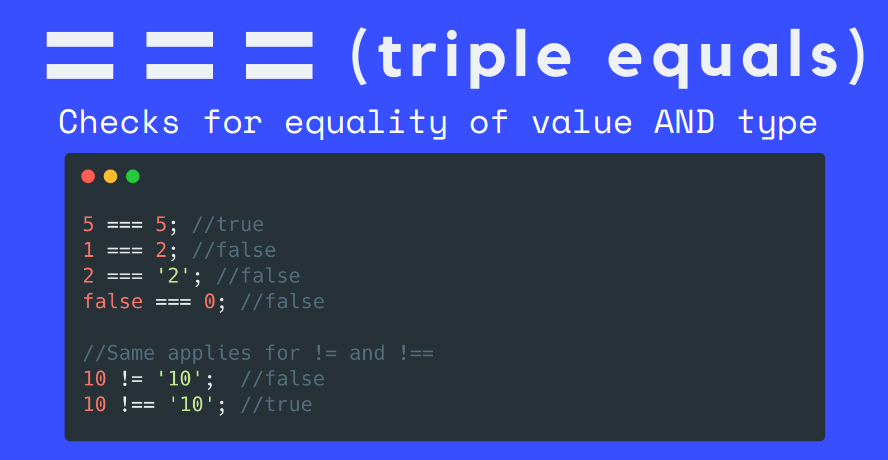 === (triple equals)
Checks for equality of value AND type
5 === 5; //true
1 === 2; //false
2 === '2'; //false
false === 0; //false
//Same applies for != and !==
10 != '10';  //false
10 !== '10'; //true